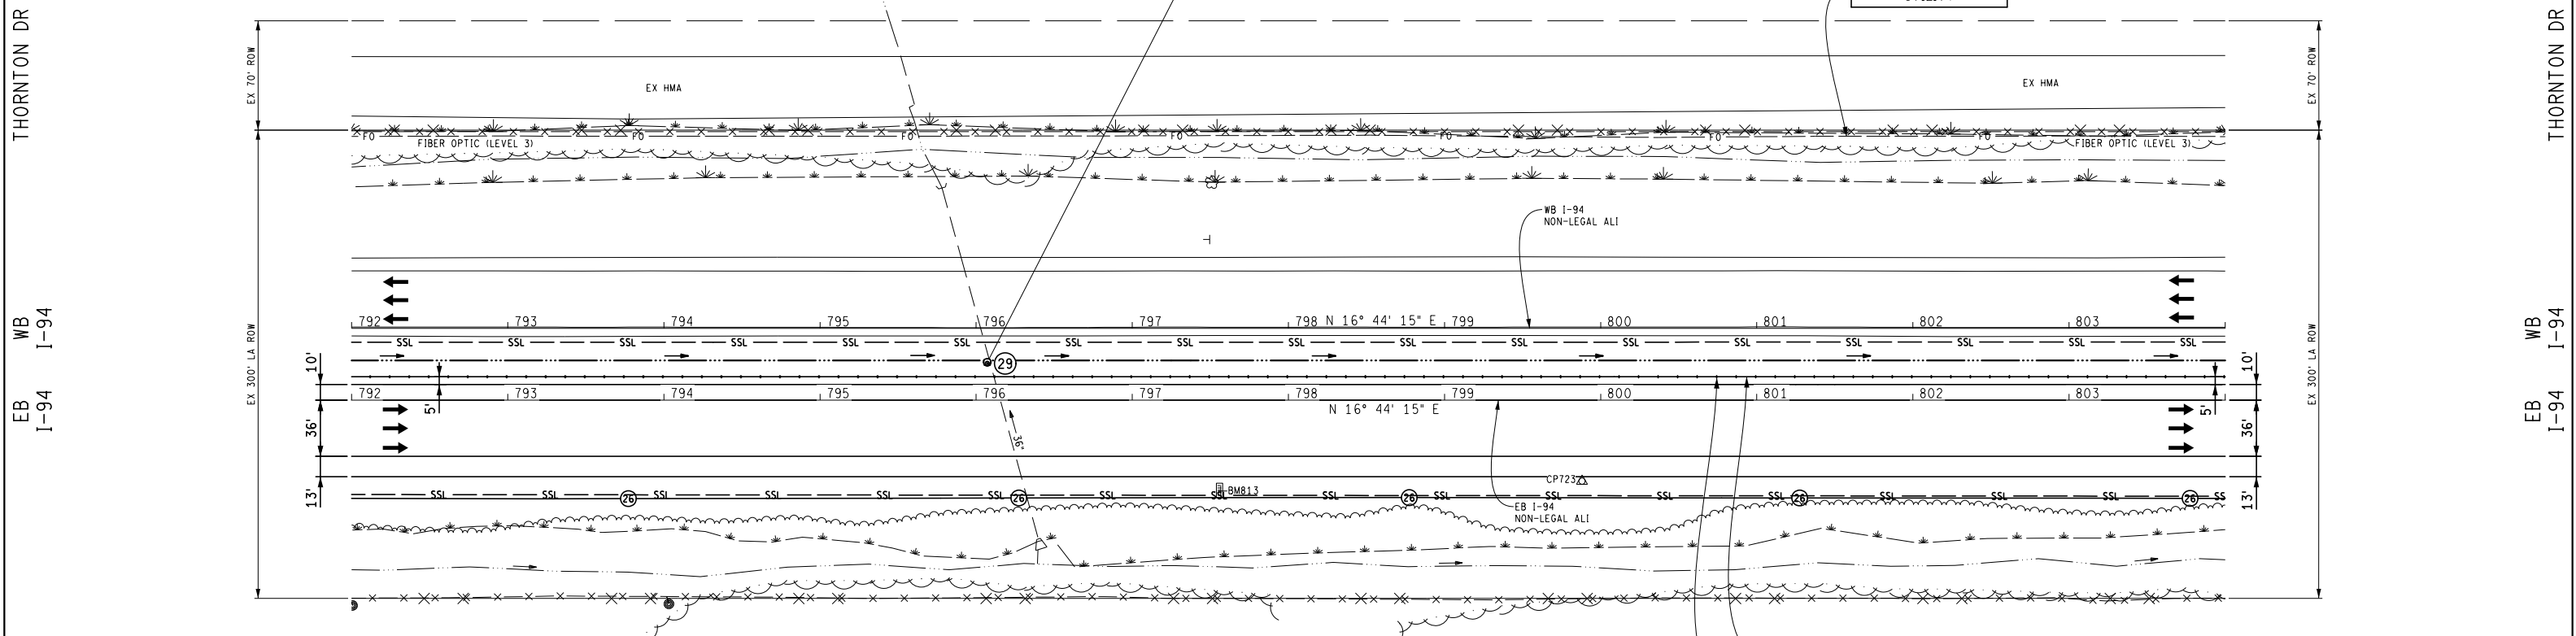 THORNTON DR
THORNTON DR
EX 70' ROW
EX 70' ROW
EX HMA
EX HMA
FO FO FO FO FO FO FO
FIBER OPTIC (LEVEL 3)
FIBER OPTIC (LEVEL 3)
WB I-94
NON-LEGAL ALI
WB
I-94
WB
I-94
EX 300' LA ROW
EX 300' LA ROW
792 793 794 795 796 797 798 N 16° 44' 15" E 799 800 801 802 803
SSL SSL SSL SSL SSL SSL SSL SSL SSL SSL SSL SSL SSL SSL SSL SSL SSL
29
10'
10'
792 793 794 795 796 797 798 799 800 801 802 803
N 16° 44' 15" E
5'
5'
EB
I-94
EB
I-94
36'
36'
36"
CP723
BM813
SSL SSL 26 SSL SSL SSL SSL 26 SSL SSL SSL 26 SSL SSL SSL SSL 26 SSL SSL SSL 26 SS
13'
13'
EB I-94
NON-LEGAL ALI